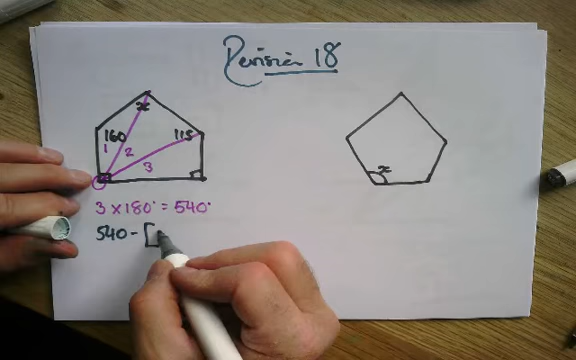 Revision 18
x
160 115
1 2
3
x
3 × 180° = 540°
540 - [